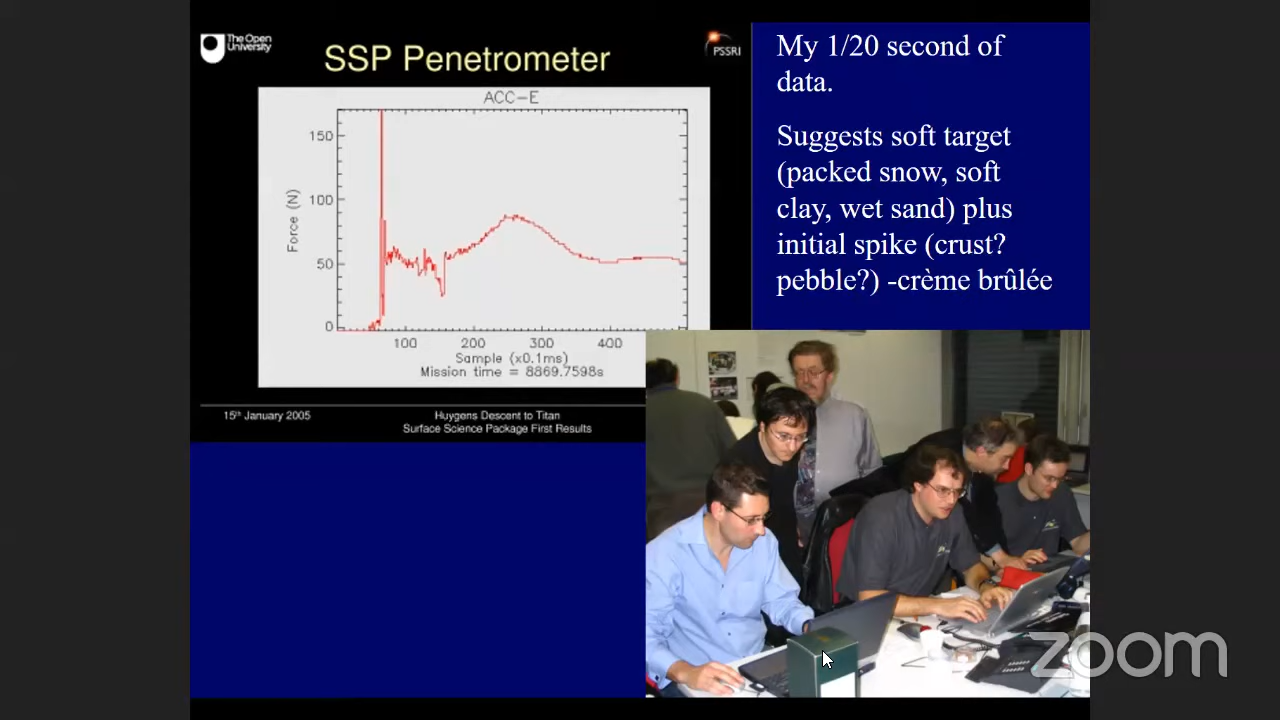 The Open
University
SSP Penetrometer
PSSRI
ACC-E
150
100
50
0
Force (N)
100
200
300
400
Sample (x0.1ms)
Mission time = 8869.7598s
15th January 2005
Huygens Descent to Titan
Surface Science Package First Results
My 1/20 second of
data.
Suggests soft target
(packed snow, soft
clay, wet sand) plus
initial spike (crust?
pebble?) -crème brûlée
zoom